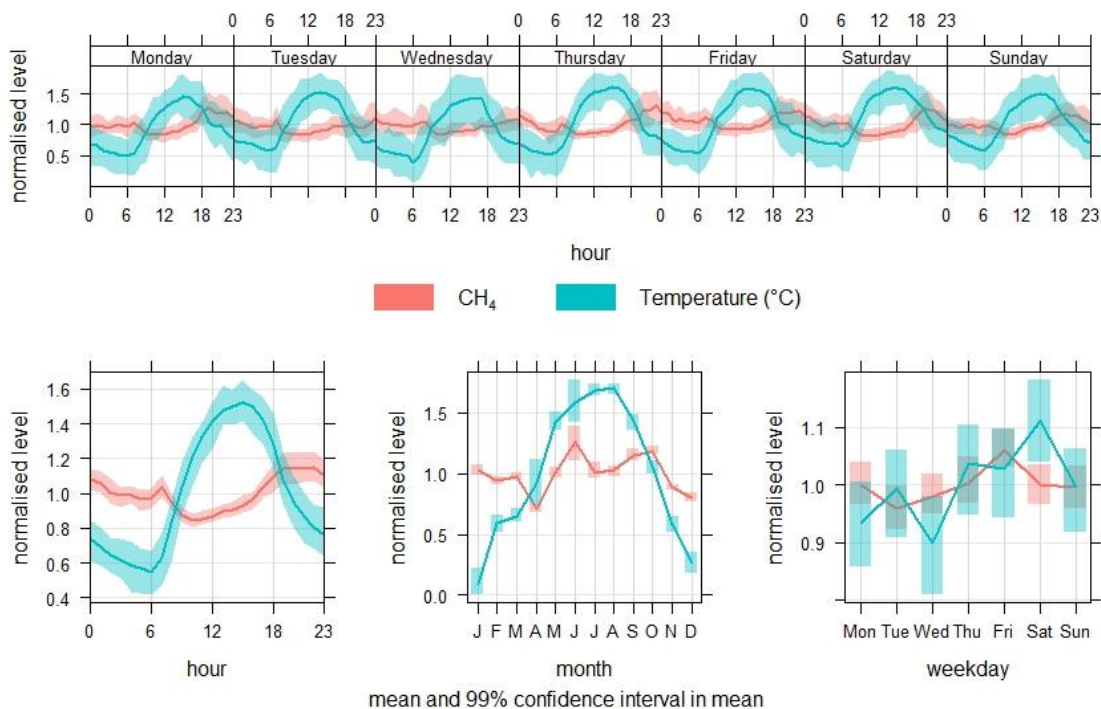 0 6 12 18 23 0 6 12 18 23 0 6 12 18 23
Monday Tuesday Wednesday Thursday Friday Saturday Sunday
normalised level
1.5
1.0
0.5
0 6 12 18 23 0 6 12 18 23 0 6 12 18 23 0 6 12 18 23
hour
CH₄ Temperature (°C)
normalised level
1.6
1.4
1.2
1.0
0.8
0.6
0.4
0 6 12 18 23
hour
normalised level
1.5
1.0
0.5
0.0
J F M A M J J A S O N D
month
normalised level
1.1
1.0
0.9
Mon Tue Wed Thu Fri Sat Sun
weekday
mean and 99% confidence interval in mean